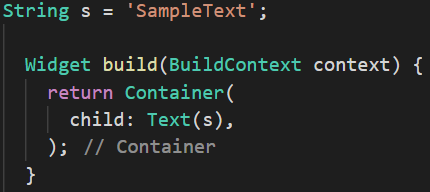 String s = 'SampleText';
Widget build(BuildContext context) {
return Container(
child: Text(s),
); // Container
}